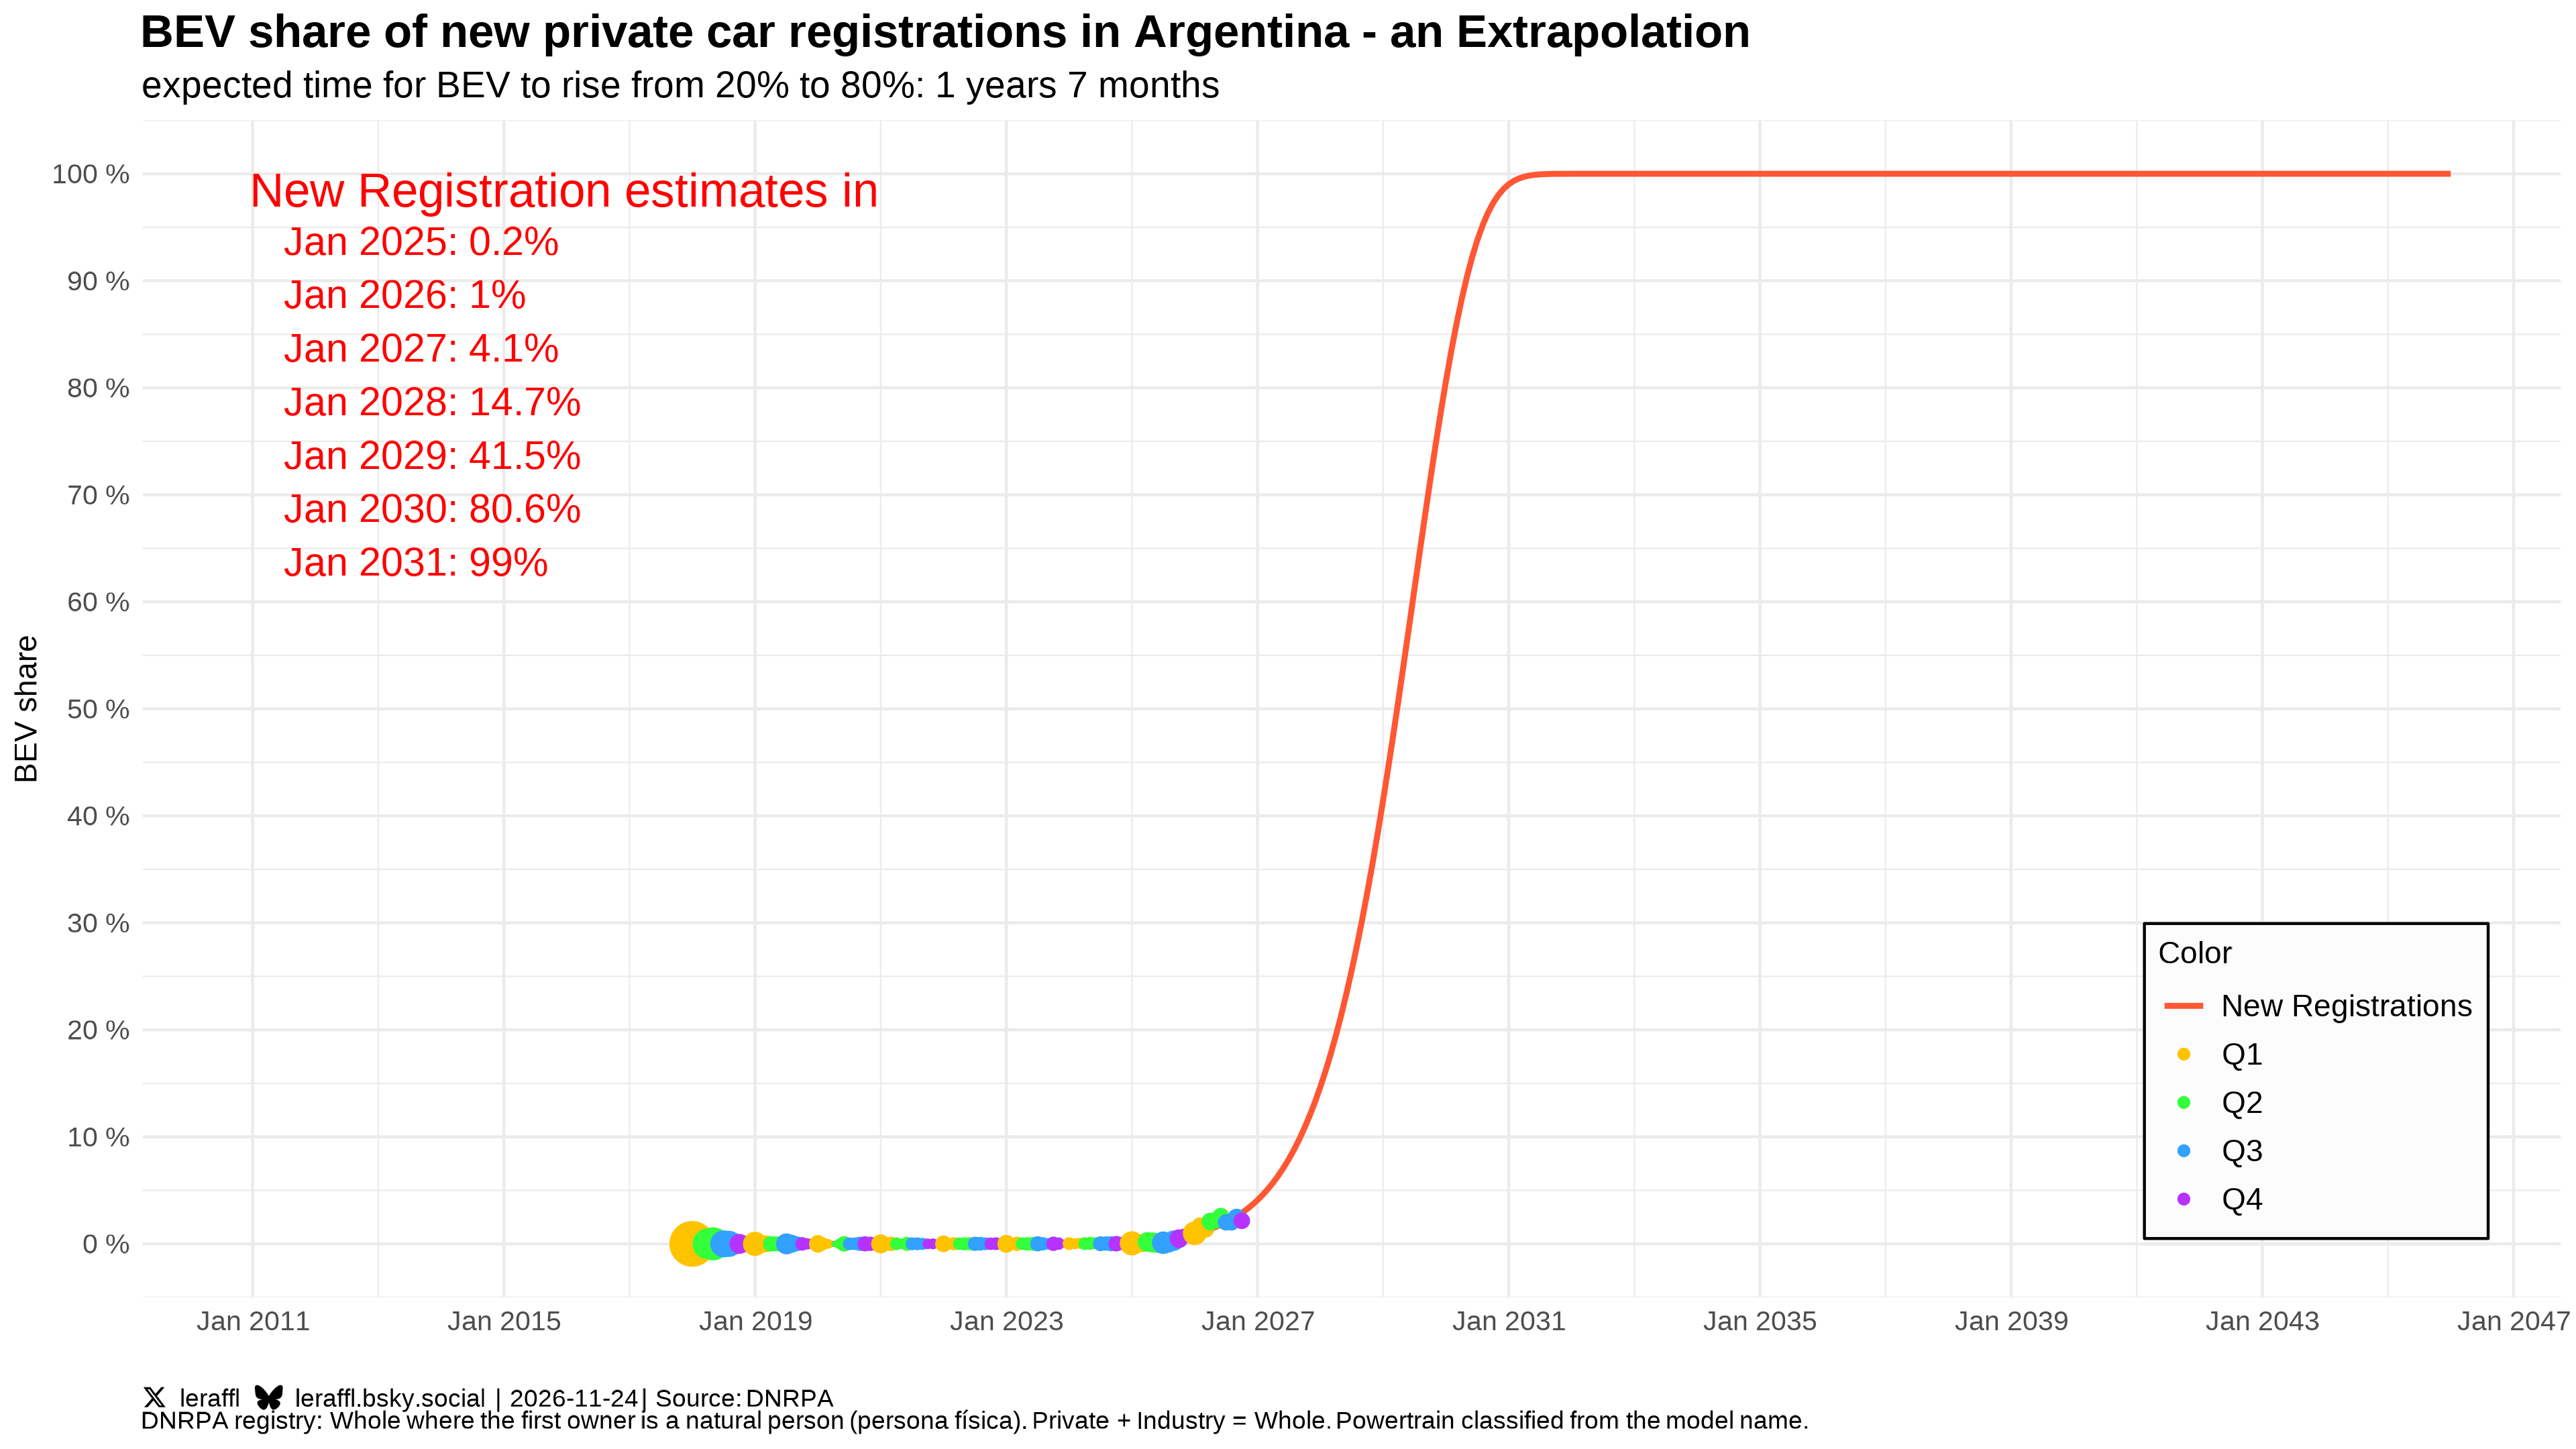 BEV share of new private car registrations in Argentina - an Extrapolation
expected time for BEV to rise from 20% to 80%: 1 years 7 months
New Registration estimates in
Jan 2025: 0.2%
Jan 2026: 1%
Jan 2027: 4.1%
Jan 2028: 14.7%
Jan 2029: 41.5%
Jan 2030: 80.6%
Jan 2031: 99%
BEV share
100 %
90 %
80 %
70 %
60 %
50 %
40 %
30 %
20 %
10 %
0 %
Jan 2011
Jan 2015
Jan 2019
Jan 2023
Jan 2027
Jan 2031
Jan 2035
Jan 2039
Jan 2043
Jan 2047
Color
New Registrations
Q1
Q2
Q3
Q4
leraffl leraffl.bsky.social | 2026-11-24| Source: DNRPA
DNRPA registry: Whole where the first owner is a natural person (persona física). Private + Industry = Whole. Powertrain classified from the model name.